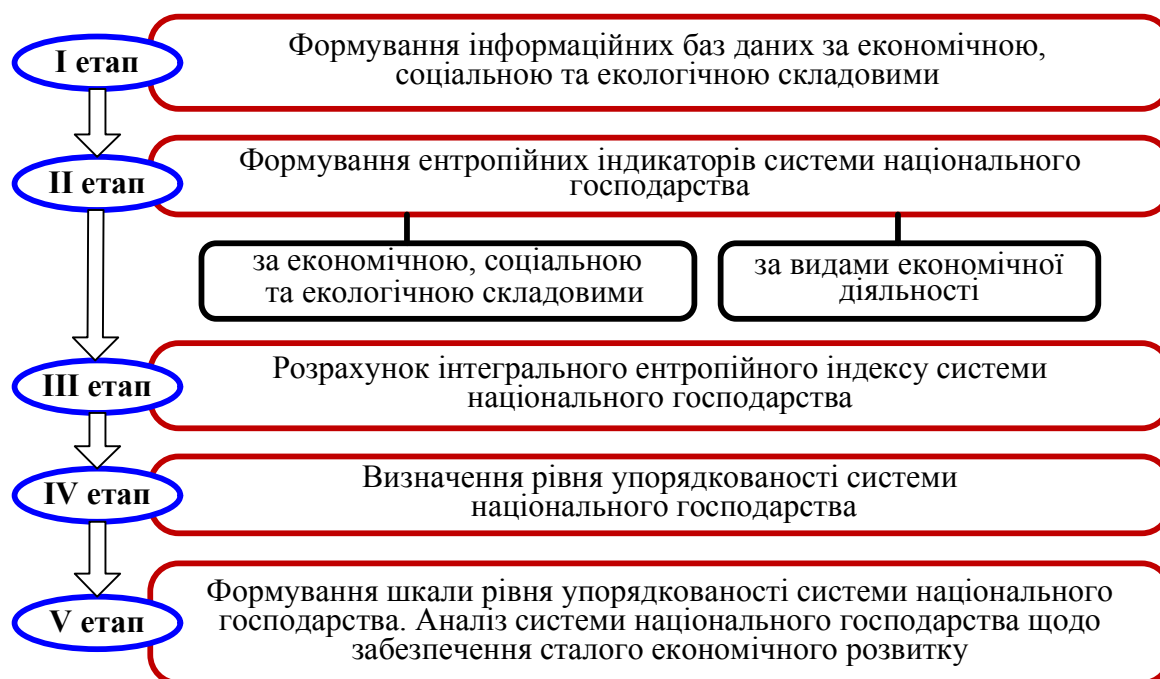 І етап
Формування інформаційних баз даних за економічною,
соціальною та екологічною складовими
ІІ етап
Формування ентропійних індикаторів системи національного
господарства
за економічною, соціальною
та екологічною складовими
за видами економічної
діяльності
ІІІ етап
Розрахунок інтегрального ентропійного індексу системи
національного господарства
IV етап
Визначення рівня упорядкованості системи
національного господарства
V етап
Формування шкали рівня упорядкованості системи національного
господарства. Аналіз системи національного господарства щодо
забезпечення сталого економічного розвитку